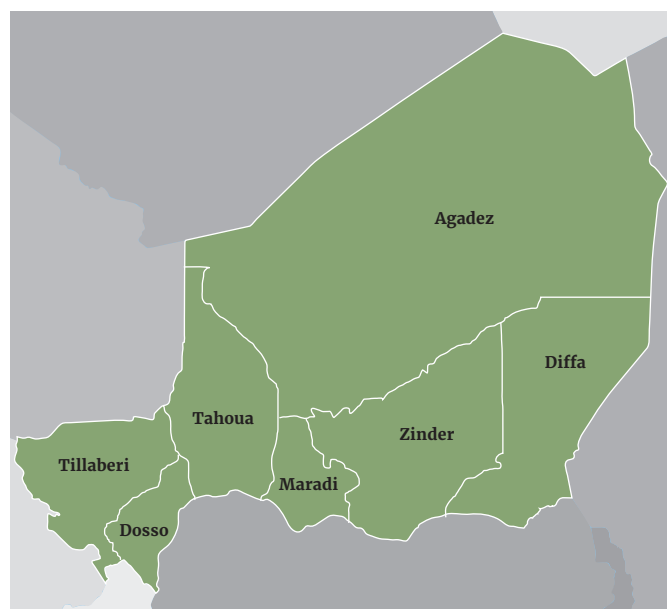 Agadez
Diffa
Tahoua
Zinder
Tillaberi
Maradi
Dosso